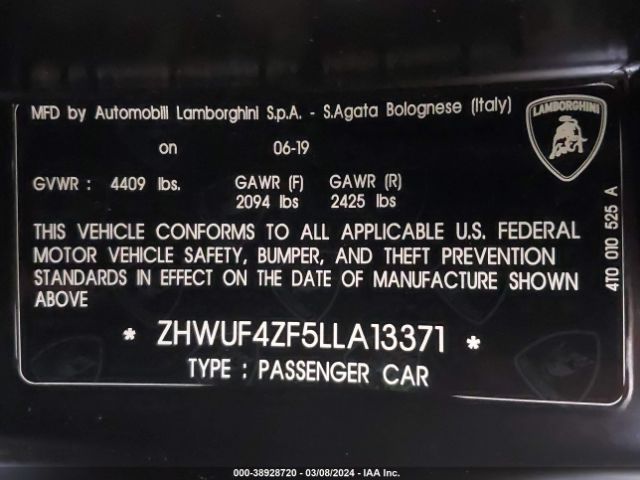 MFD by Automobili Lamborghini S.p.A. - S.Agata Bolognese (Italy)
LAMBORGHINI
on 06-19
GVWR : 4409 lbs. GAWR (F) GAWR (R)
2094 lbs 2425 lbs
THIS VEHICLE CONFORMS TO ALL APPLICABLE U.S. FEDERAL
MOTOR VEHICLE SAFETY, BUMPER, AND THEFT PREVENTION
STANDARDS IN EFFECT ON THE DATE OF MANUFACTURE SHOWN
ABOVE
* ZHWUF4ZF5LLA13371 *
TYPE : PASSENGER CAR
4T0 010 525 A
000-38928720 — 03/08/2024 - IAA Inc.